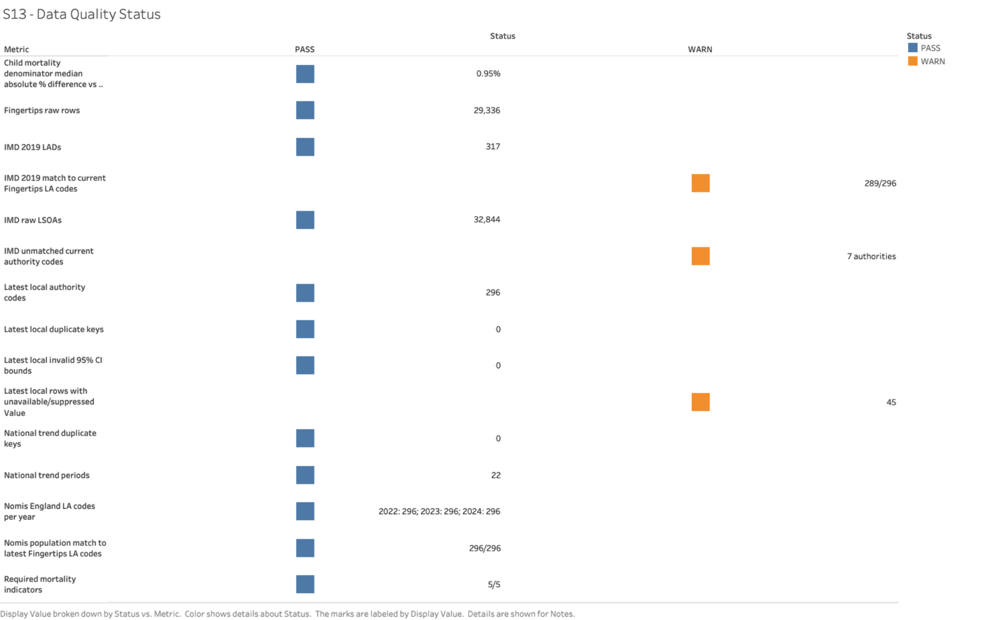 S13 - Data Quality Status
Status
Metric PASS WARN
Child mortality
denominator median
absolute % difference vs ..
0.95%
Fingertips raw rows
29,336
IMD 2019 LADs
317
IMD 2019 match to current
Fingertips LA codes
289/296
IMD raw LSOAs
32,844
IMD unmatched current
authority codes
7 authorities
Latest local authority
codes
296
Latest local duplicate keys
0
Latest local invalid 95% CI
bounds
0
Latest local rows with
unavailable/suppressed
Value
45
National trend duplicate
keys
0
National trend periods
22
Nomis England LA codes
per year
2022: 296; 2023: 296; 2024: 296
Nomis population match to
latest Fingertips LA codes
296/296
Required mortality
indicators
5/5
Status
PASS
WARN
Display Value broken down by Status vs. Metric. Color shows details about Status. The marks are labeled by Display Value. Details are shown for Notes.